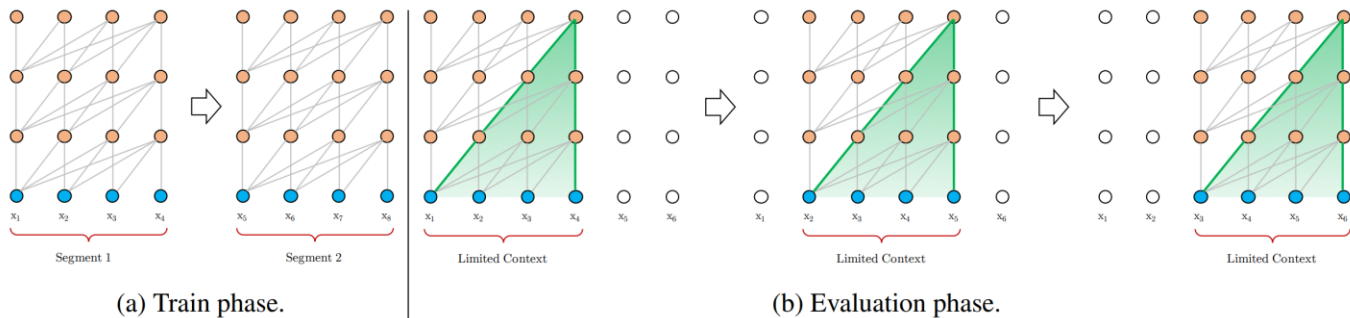 x1 x2 x3 x4
Segment 1
x5 x6 x7 x8
Segment 2
(a) Train phase.
x1 x2 x3 x4 x5 x6
Limited Context
x1 x2 x3 x4 x5 x6
Limited Context
x1 x2 x3 x4 x5 x6
Limited Context
(b) Evaluation phase.